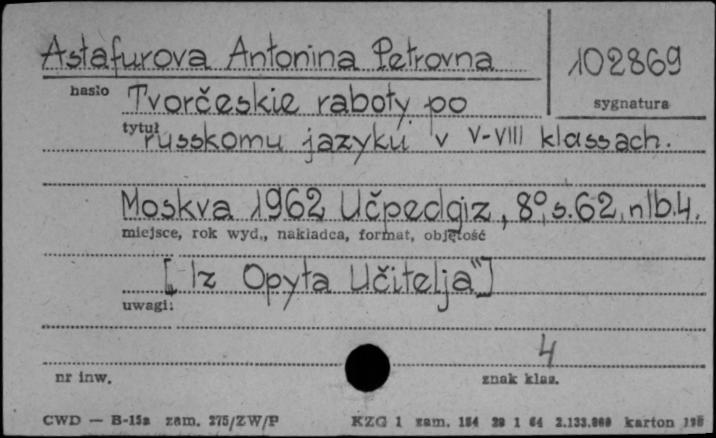 Astafurova Antonina Petrovna 102869
hasło Tvorčeskie raboty po sygnatura
tytuł russkomu jazyku v V-VIII klassach.
Moskva 1962 Učpedgiz, 8°, s.62, nlb.4.
miejsce, rok wyd., nakładca, format, objętość
[„Iz Opyta Učitelja"]
uwagi:
4
nr inw. znak klas.
CWD — B-15a zam. 275/ZW/P KZG 1 zam. 164 29 1 64 2.133.000 karton